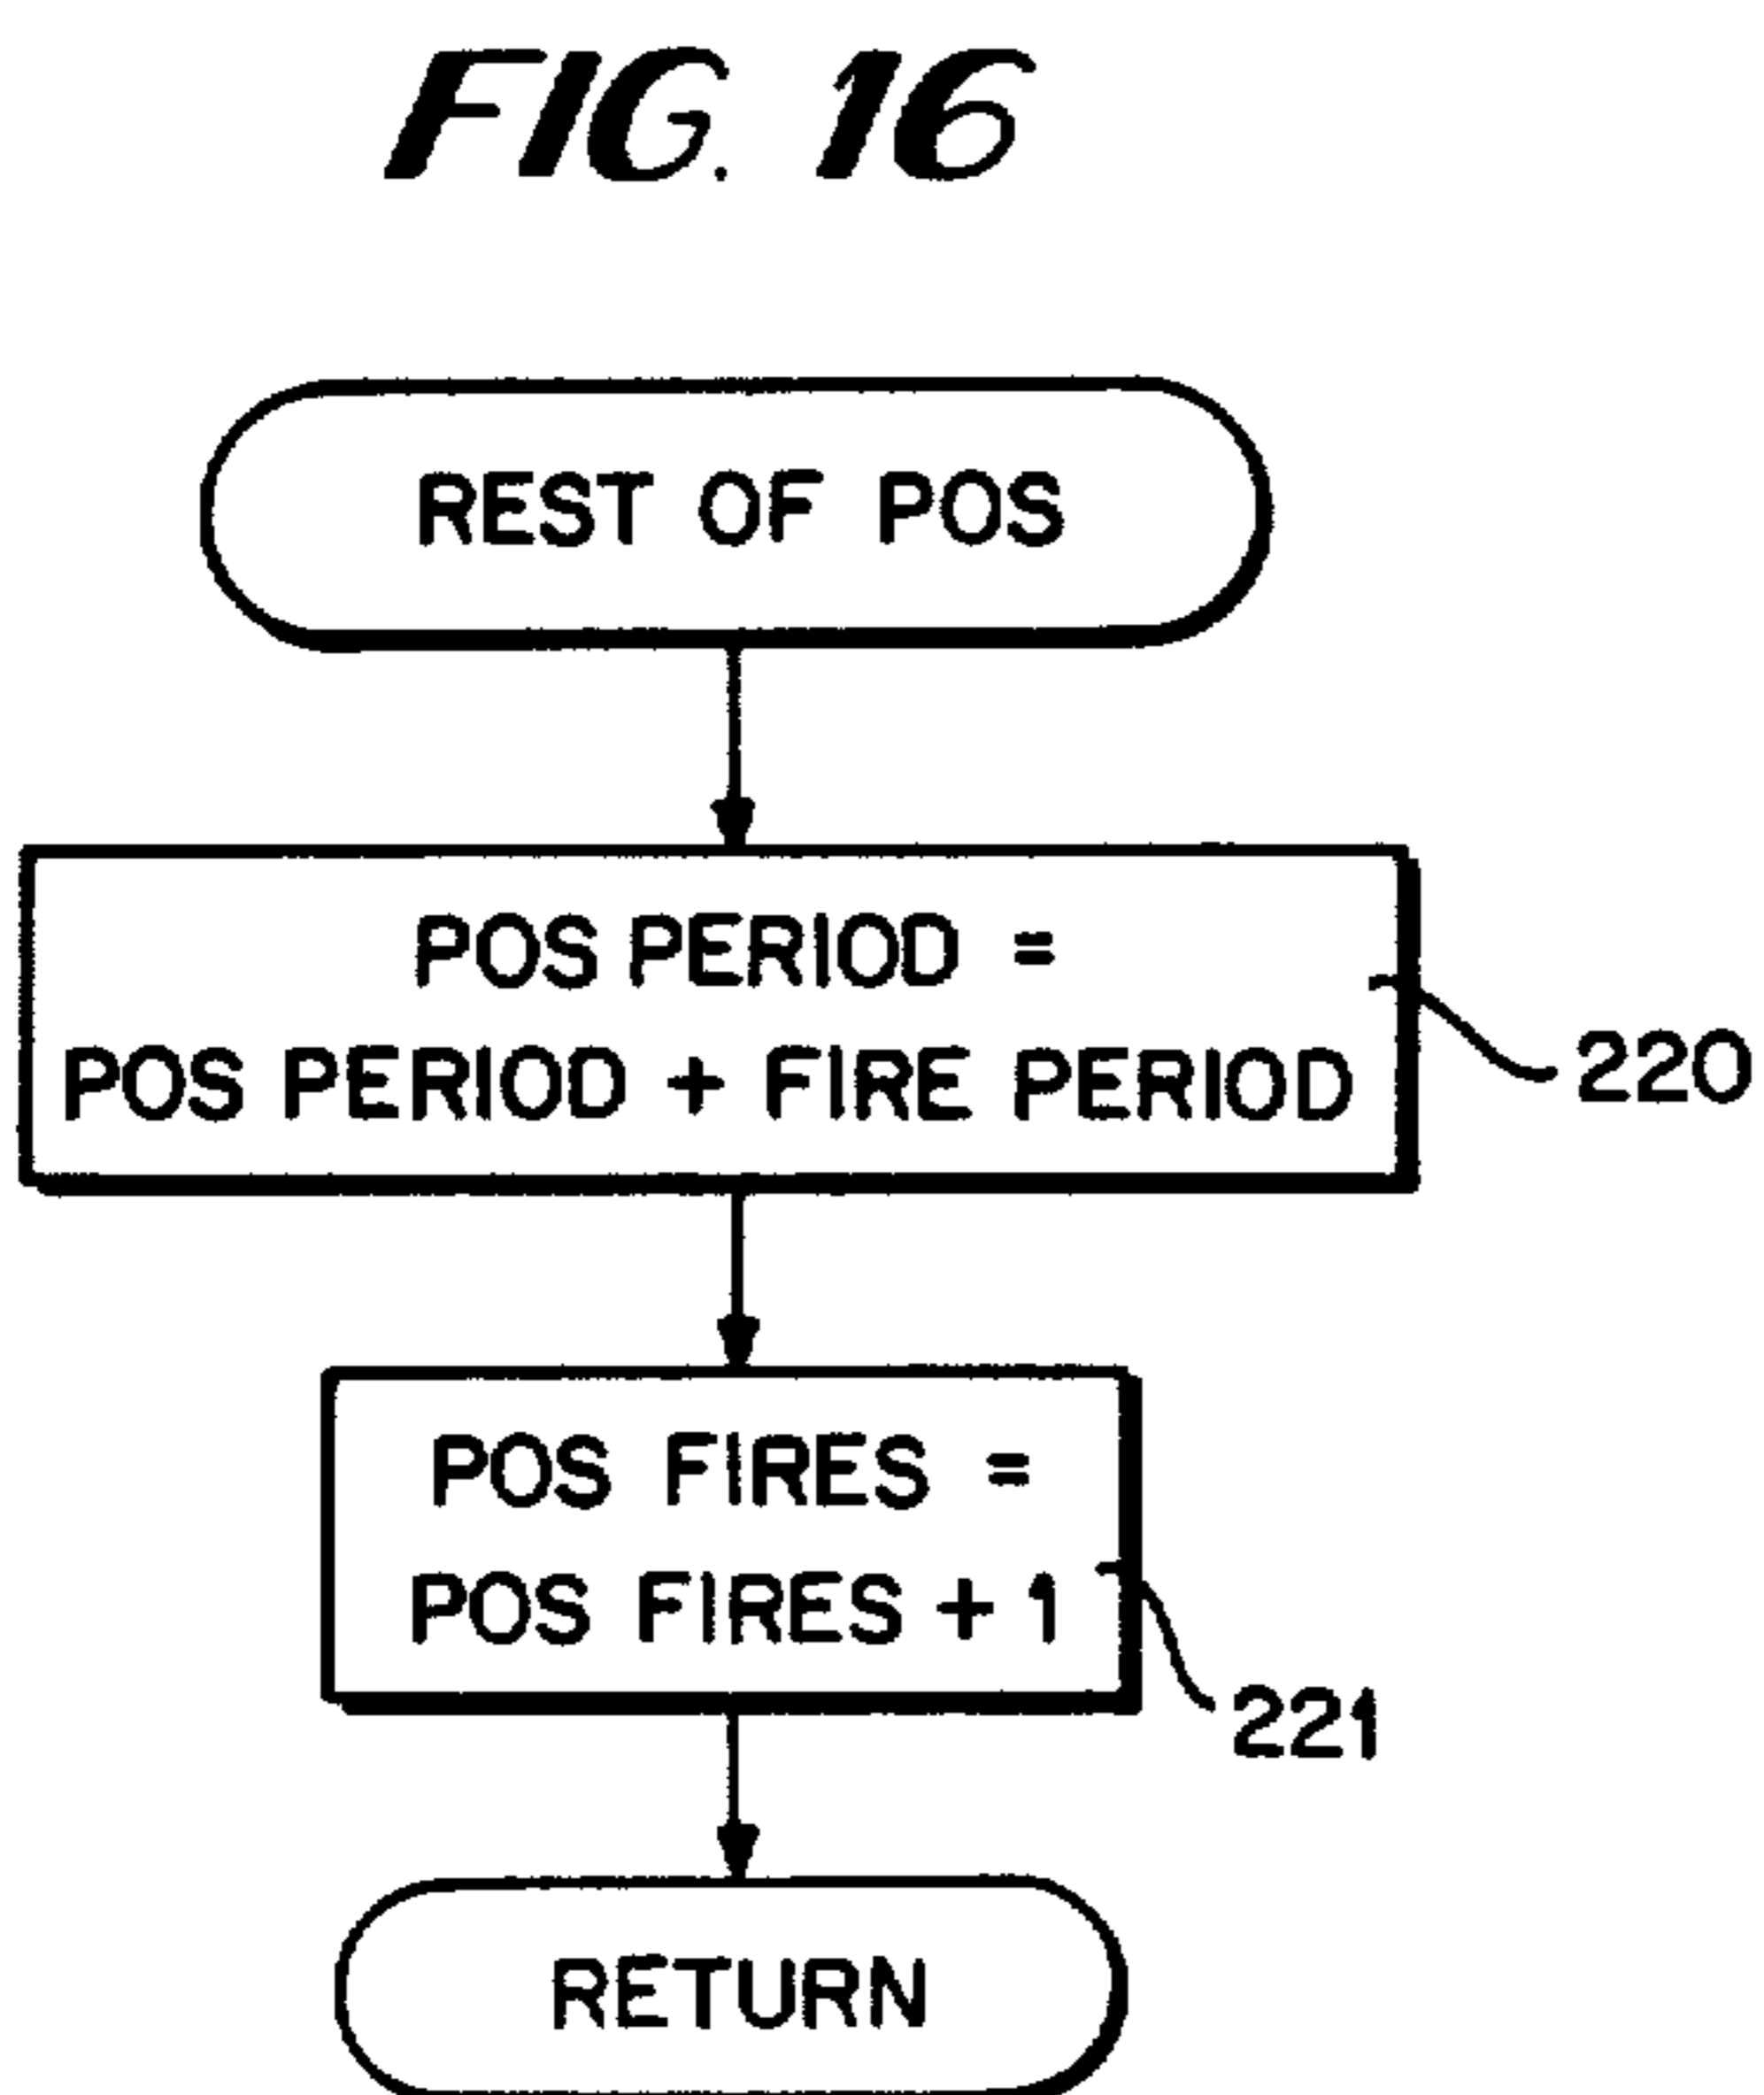 FIG. 16
REST OF POS
POS PERIOD =
POS PERIOD + FIRE PERIOD
220
POS FIRES =
POS FIRES + 1
221
RETURN